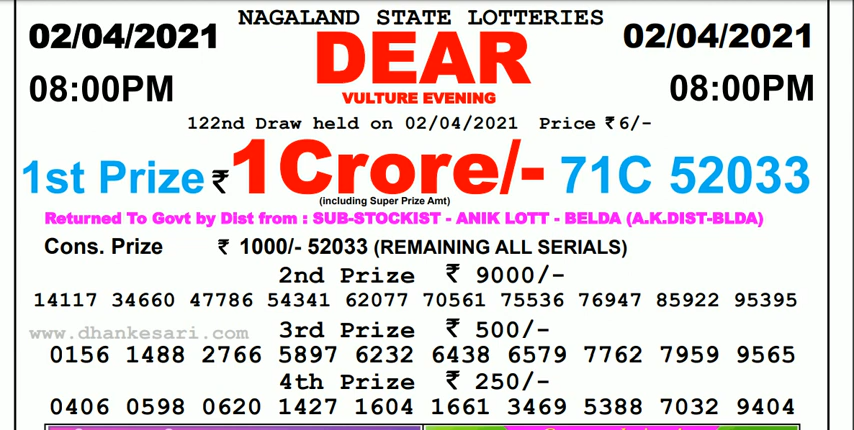 NAGALAND STATE LOTTERIES
02/04/2021 DEAR 02/04/2021
08:00PM VULTURE EVENING 08:00PM
122nd Draw held on 02/04/2021 Price ₹ 6/-
1st Prize ₹ 1Crore/- 71C 52033
(including Super Prize Amt)
Returned To Govt by Dist from : SUB-STOCKIST - ANIK LOTT - BELDA (A.K.DIST-BLDA)
Cons. Prize ₹ 1000/- 52033 (REMAINING ALL SERIALS)
2nd Prize ₹ 9000/-
14117 34660 47786 54341 62077 70561 75536 76947 85922 95395
www.dhankesari.com 3rd Prize ₹ 500/-
0156 1488 2766 5897 6232 6438 6579 7762 7959 9565
4th Prize ₹ 250/-
0406 0598 0620 1427 1604 1661 3469 5388 7032 9404